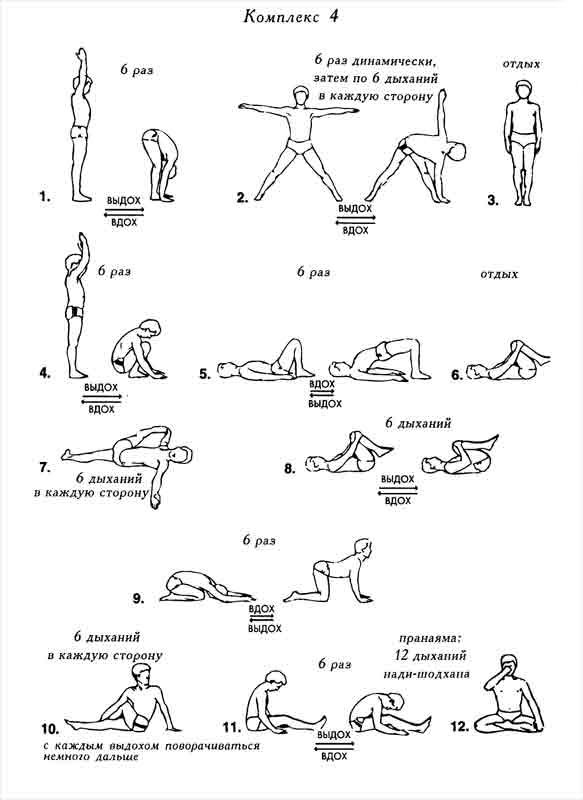 Комплекс 4
6 раз
6 раз динамически,
затем по 6 дыханий
в каждую сторону
отдых
1.
ВЫДОХ
ВДОХ
2.
ВЫДОХ
ВДОХ
3.
6 раз
6 раз
отдых
4.
ВЫДОХ
ВДОХ
5.
ВДОХ
ВЫДОХ
6.
7.
6 дыханий
в каждую сторону
6 дыханий
8.
ВЫДОХ
ВДОХ
6 раз
9.
ВДОХ
ВЫДОХ
6 дыханий
в каждую сторону
10.
с каждым выдохом поворачиваться
немного дальше
6 раз
11.
ВЫДОХ
ВДОХ
пранаяма:
12 дыханий
нади-шодхана
12.